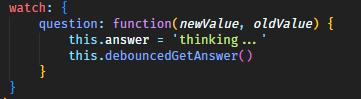 watch: {
question: function(newValue, oldValue) {
this.answer = 'thinking...'
this.debouncedGetAnswer()
}
}